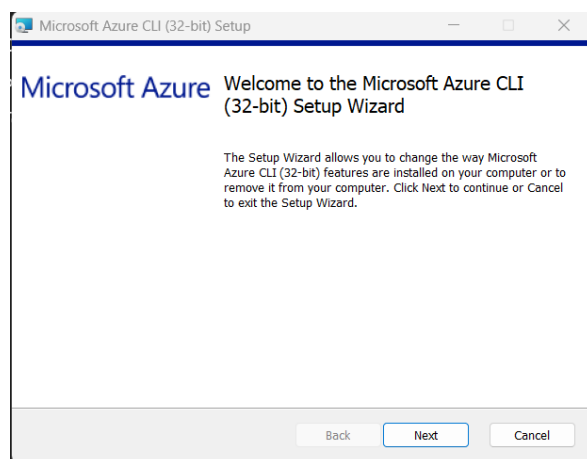 Microsoft Azure CLI (32-bit) Setup
Microsoft Azure
Welcome to the Microsoft Azure CLI
(32-bit) Setup Wizard
The Setup Wizard allows you to change the way Microsoft
Azure CLI (32-bit) features are installed on your computer or to
remove it from your computer. Click Next to continue or Cancel
to exit the Setup Wizard.
Back
Next
Cancel